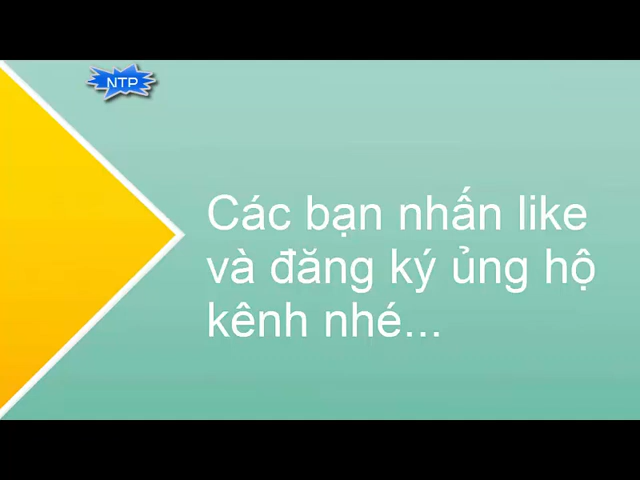 NTP
Các bạn nhấn like
và đăng ký ủng hộ
kênh nhé...